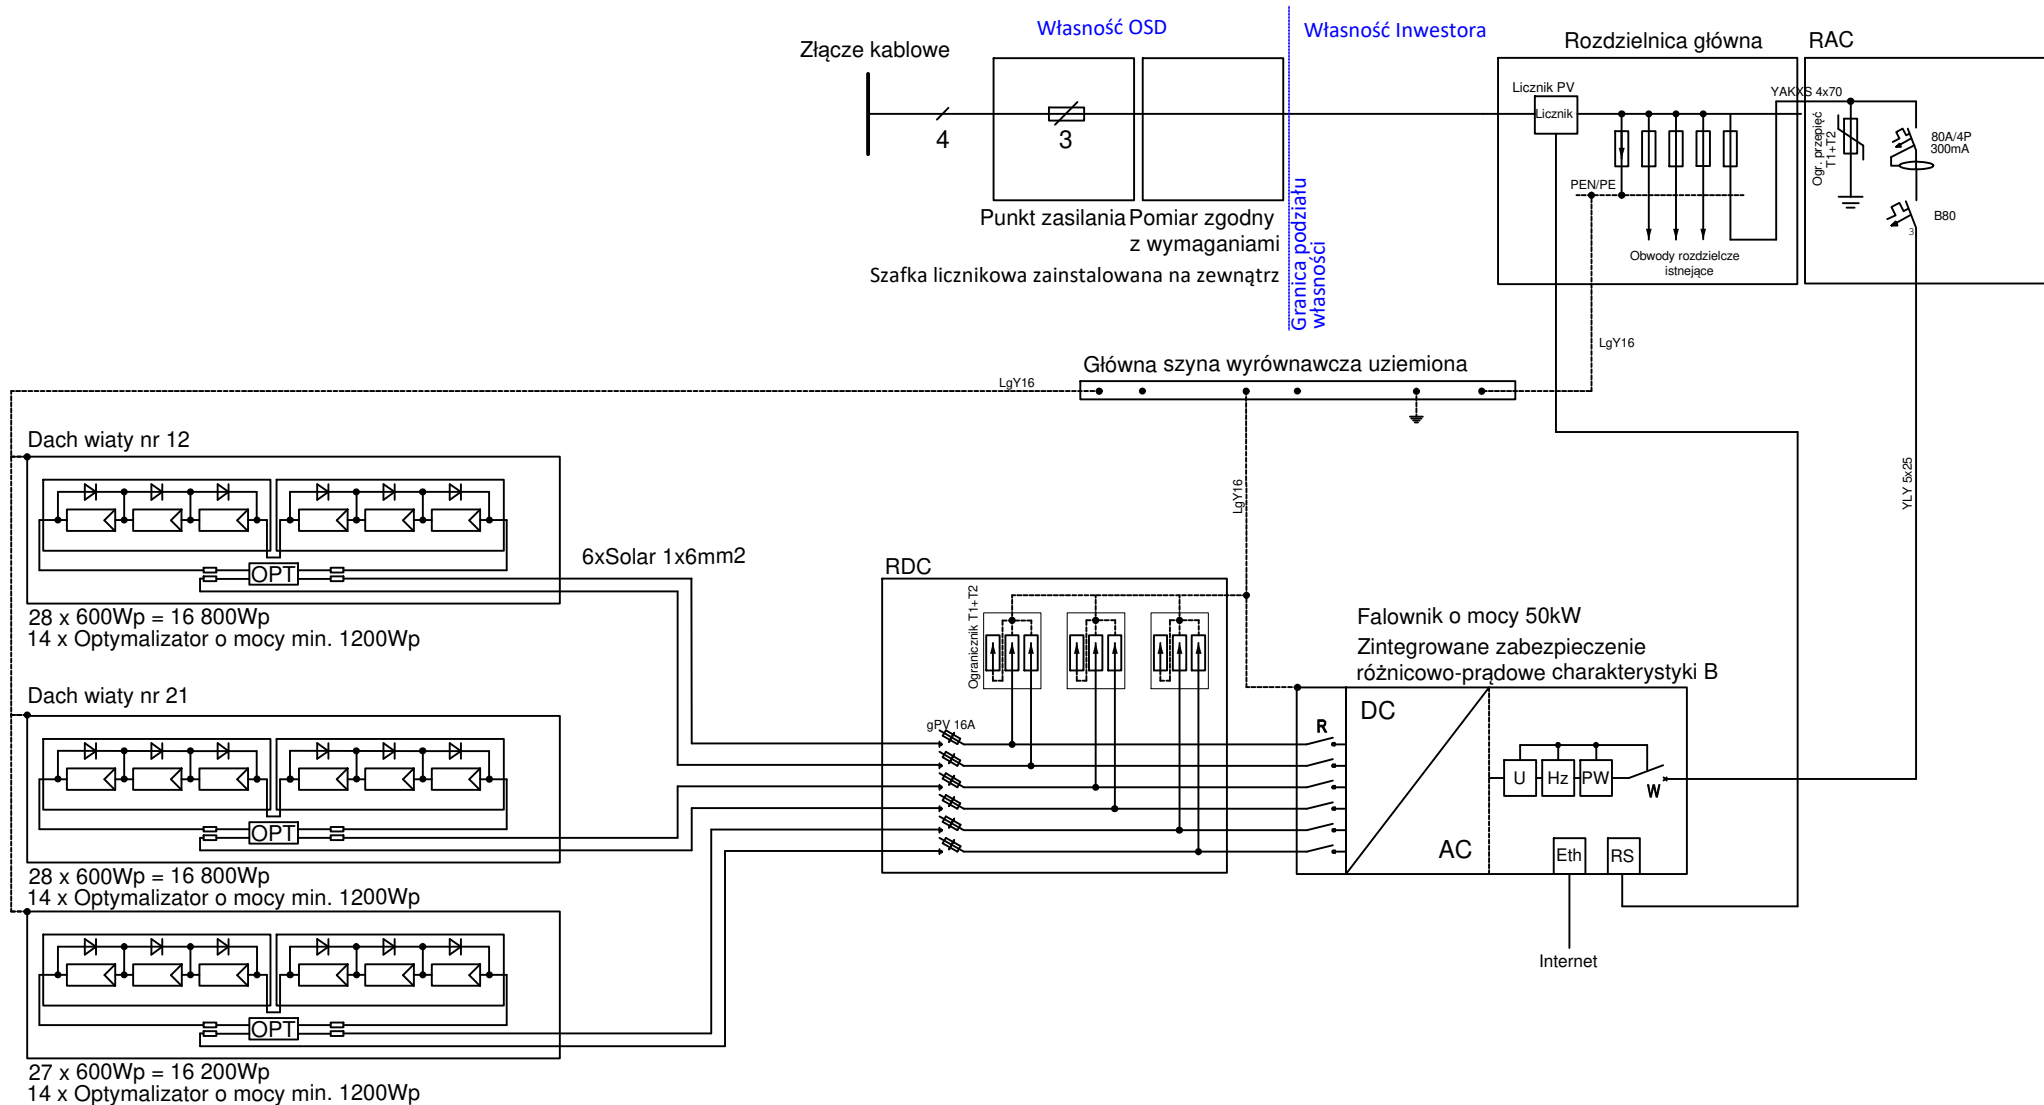 Własność OSD
Własność Inwestora
Złącze kablowe
Rozdzielnica główna
RAC
4
3
Punkt zasilania
Pomiar zgodny
z wymaganiami
Szafka licznikowa zainstalowana na zewnątrz
Granica podziału
własności
Licznik PV
Licznik
PEN/PE
Obwody rozdzielcze
istnejące
YAKXS 4x70
Ogr. przepięć
T1+T2
80A/4P
300mA
B80
3
LgY16
YLY 5x25
Główna szyna wyrównawcza uziemiona
LgY16
LgY16
Dach wiaty nr 12
OPT
28 x 600Wp = 16 800Wp
14 x Optymalizator o mocy min. 1200Wp
6xSolar 1x6mm2
Dach wiaty nr 21
OPT
28 x 600Wp = 16 800Wp
14 x Optymalizator o mocy min. 1200Wp
OPT
27 x 600Wp = 16 200Wp
14 x Optymalizator o mocy min. 1200Wp
RDC
Ogranicznik T1+T2
gPV 16A
Falownik o mocy 50kW
Zintegrowane zabezpieczenie
różnicowo-prądowe charakterystyki B
R
DC
AC
U
Hz
PW
W
Eth
RS
Internet